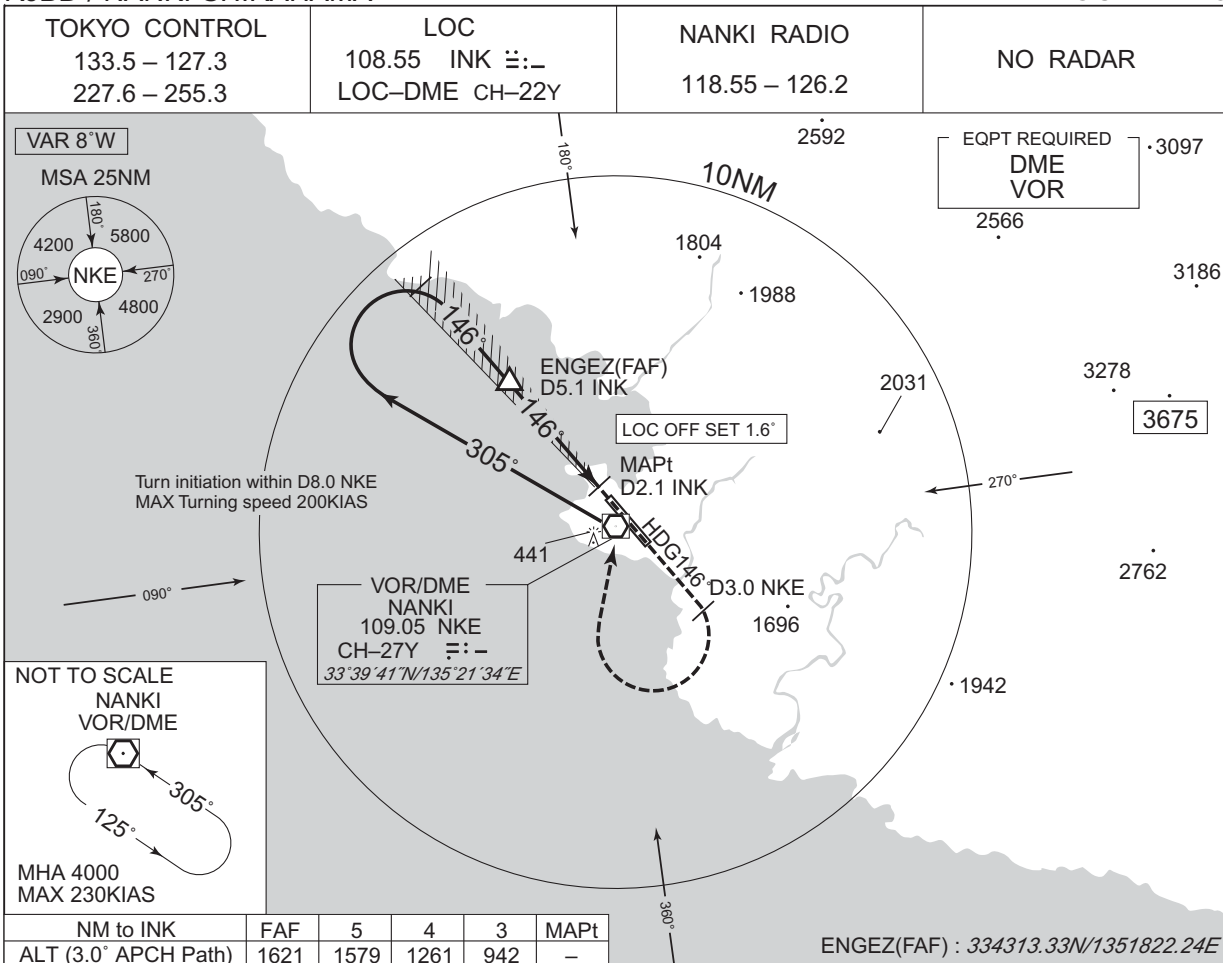 TOKYO CONTROL
133.5 – 127.3
227.6 – 255.3
LOC
108.55 INK
LOC–DME CH–22Y
NANKI RADIO
118.55 – 126.2
NO RADAR
VAR 8°W
MSA 25NM
180°
4200
5800
090°
NKE
270°
2900
4800
360°
180°
2592
EQPT REQUIRED
DME
VOR
3097
10NM
2566
1804
3186
1988
146°
ENGEZ(FAF)
D5.1 INK
3278
2031
3675
146°
LOC OFF SET 1.6°
305°
MAPt
D2.1 INK
Turn initiation within D8.0 NKE
MAX Turning speed 200KIAS
270°
441
HDG146°
VOR/DME
NANKI
109.05 NKE
CH–27Y
33°39´41˝N/135°21´34˝E
D3.0 NKE
1696
2762
090°
1942
NOT TO SCALE
NANKI
VOR/DME
305°
125°
MHA 4000
MAX 230KIAS
360°
NM to INK FAF 5 4 3 MAPt
ALT (3.0° APCH Path) 1621 1579 1261 942 –
ENGEZ(FAF) : 334313.33N/1351822.24E